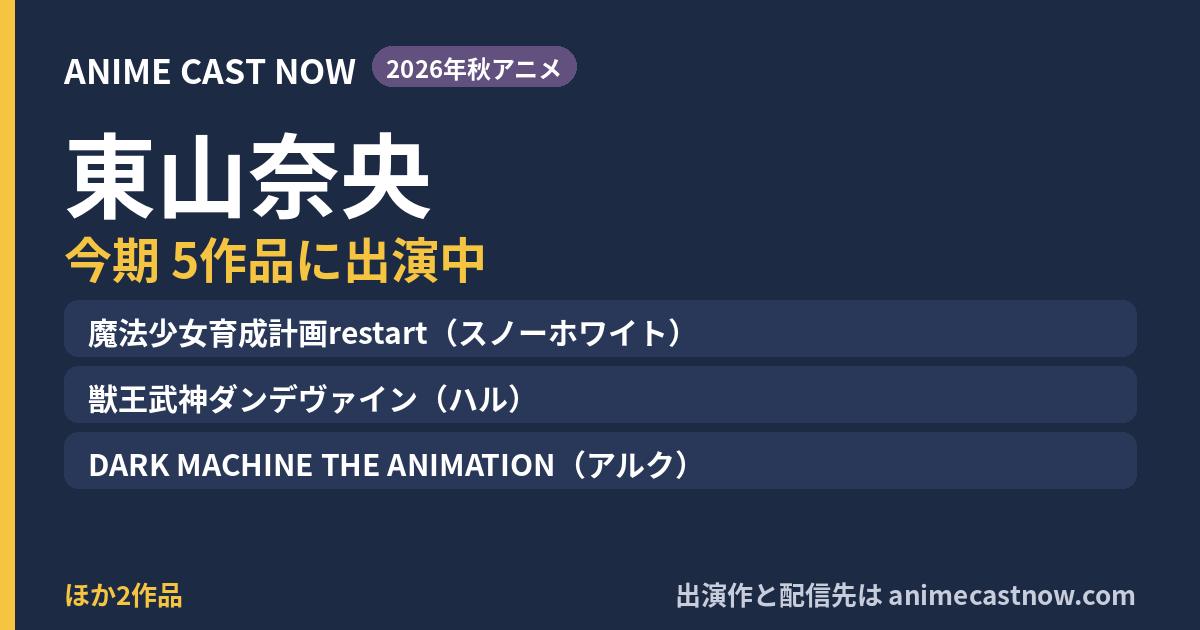 ANIME CAST NOW 2026年秋アニメ
東山奈央
今期 5作品に出演中
魔法少女育成計画restart（スノーホワイト）
獣王武神ダンデヴァイン（ハル）
DARK MACHINE THE ANIMATION（アルク）
ほか2作品 出演作と配信先は animecastnow.com